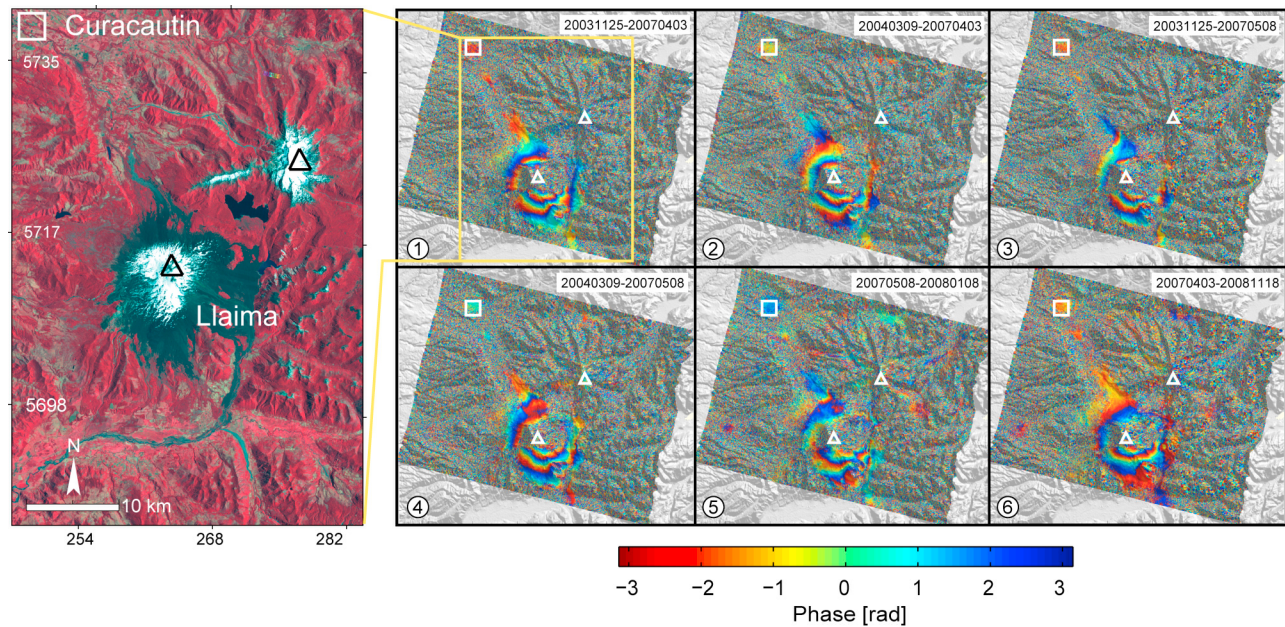 Curacautin
5735
5717
5698
Llaima
N
10 km
254 268 282
20031125-20070403
①
20040309-20070403
②
20031125-20070508
③
20040309-20070508
④
20070508-20080108
⑤
20070403-20081118
⑥
−3 −2 −1 0 1 2 3
Phase [rad]